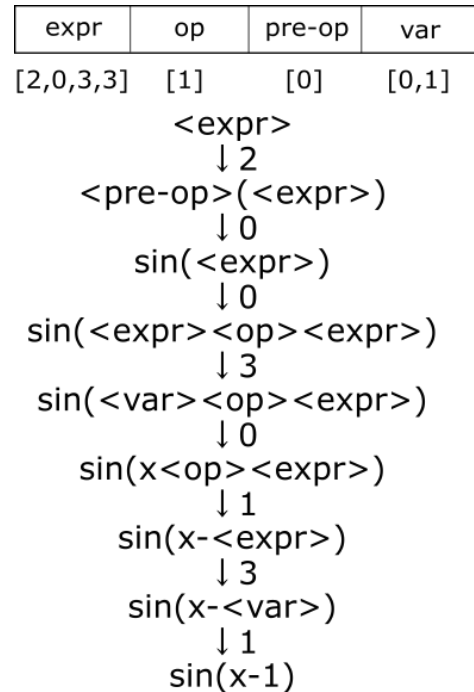 expr op pre-op var
[2,0,3,3] [1] [0] [0,1]
<expr>
↓ 2
<pre-op>(<expr>)
↓ 0
sin(<expr>)
↓ 0
sin(<expr><op><expr>)
↓ 3
sin(<var><op><expr>)
↓ 0
sin(x<op><expr>)
↓ 1
sin(x-<expr>)
↓ 3
sin(x-<var>)
↓ 1
sin(x-1)